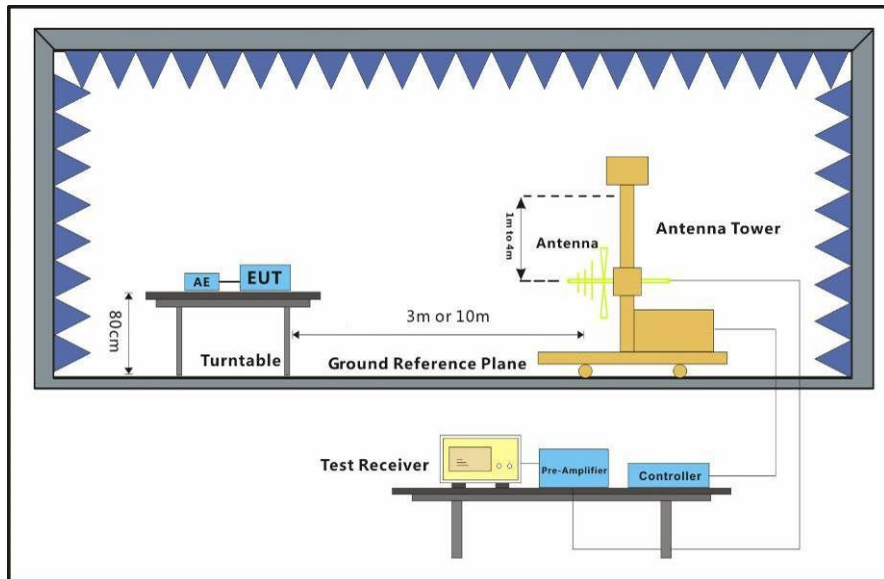 1m to 4m
Antenna
Antenna Tower
AE
EUT
80cm
3m or 10m
Turntable
Ground Reference Plane
Test Receiver
Pre-Amplifier
Controller